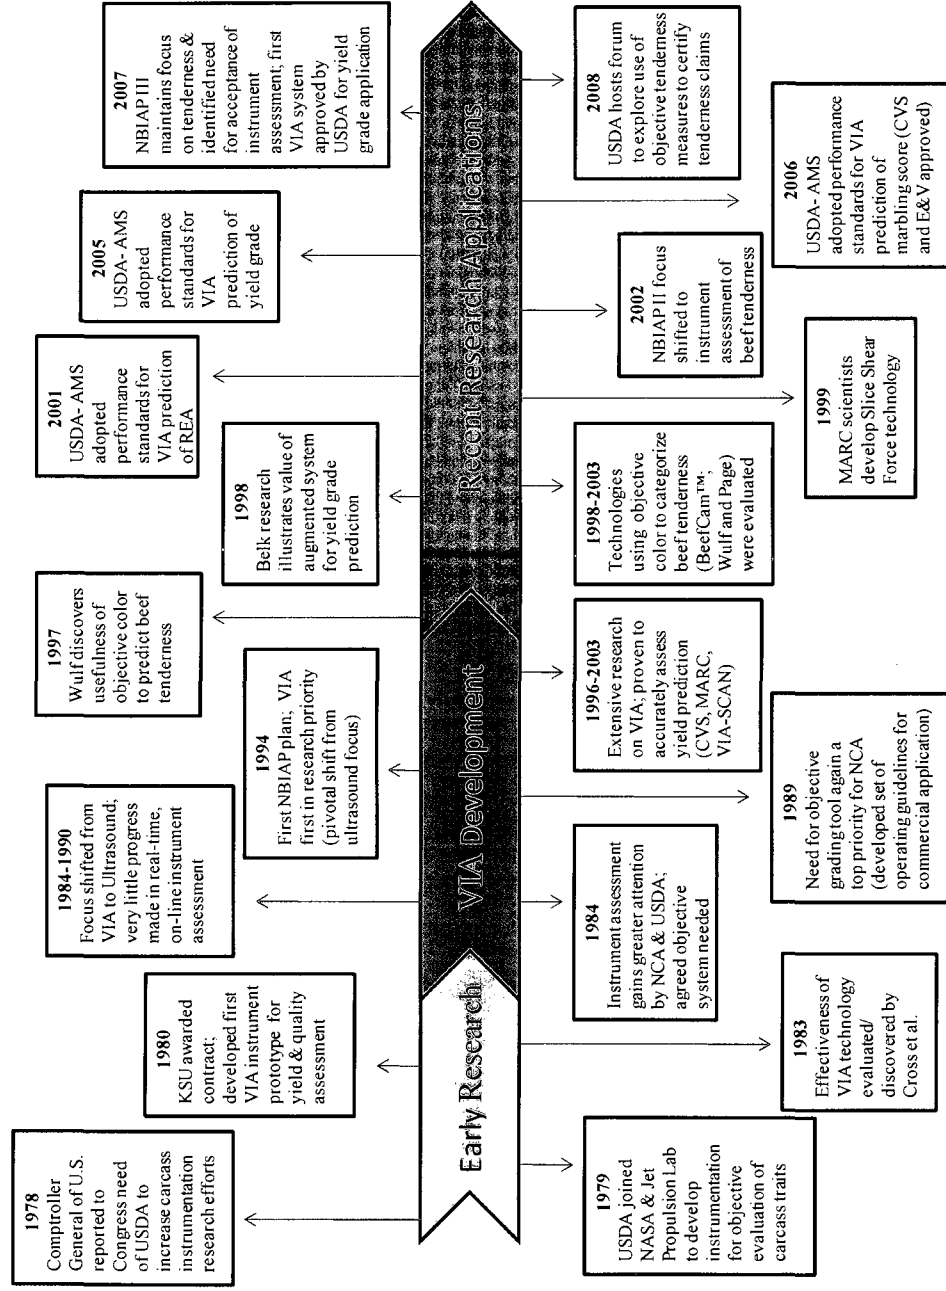 1978
Comptroller
General of U.S.
reported to
Congress need
of USDA to
increase carcass
instrumentation
research efforts
1980
KSU awarded
contract;
developed first
VIA instrument
prototype for
yield & quality
assessment
1984-1990
Focus shifted from
VIA to Ultrasound;
very little progress
made in real-time,
on-line instrument
assessment
1994
First NBIAP plan; VIA
first in research priority
(pivotal shift from
ultrasound focus)
1997
Wulf discovers
usefulness of
objective color
to predict beef
tenderness
1998
Belk research
illustrates value of
augmented system
for yield grade
prediction
2001
USDA- AMS
adopted
performance
standards for
VIA prediction
of REA
2005
USDA- AMS
adopted
performance
standards for
VIA
prediction of
yield grade
2007
NBIAP III
maintains focus
on tenderness &
identified need
for acceptance of
instrument
assessment; first
VIA system
approved by
USDA for yield
grade application
Early Research
VIA Development
Recent Research Applications
1979
USDA joined
NASA & Jet
Propulsion Lab
to develop
instrumentation
for objective
evaluation of
carcass traits
1983
Effectiveness of
VIA technology
evaluated/
discovered by
Cross et al.
1984
Instrument assessment
gains greater attention
by NCA & USDA;
agreed objective
system needed
1989
Need for objective
grading tool again a
top priority for NCA
(developed set of
operating guidelines for
commercial application)
1996-2003
Extensive research
on VIA; proven to
accurately assess
yield prediction
(CVS, MARC,
VIA-SCAN)
1998-2003
Technologies
using objective
color to categorize
beef tenderness
(BeefCam™;
Wulf and Page)
were evaluated
1999
MARC scientists
develop Slice Shear
Force technology
2002
NBIAP II focus
shifted to
instrument
assessment of
beef tenderness
2006
USDA- AMS
adopted performance
standards for VIA
prediction of
marbling score (CVS
and E&V approved)
2008
USDA hosts forum
to explore use of
objective tenderness
measures to certify
tenderness claims